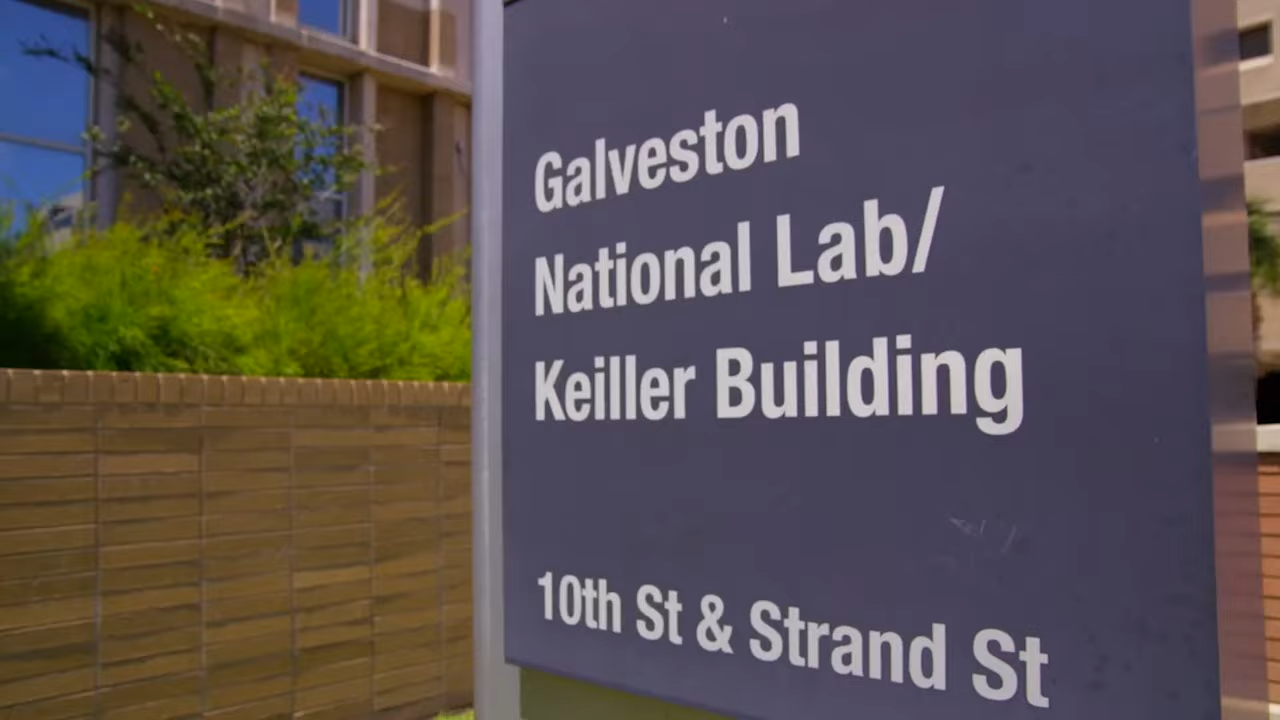 Galveston
National Lab/
Keiller Building
10th St & Strand St